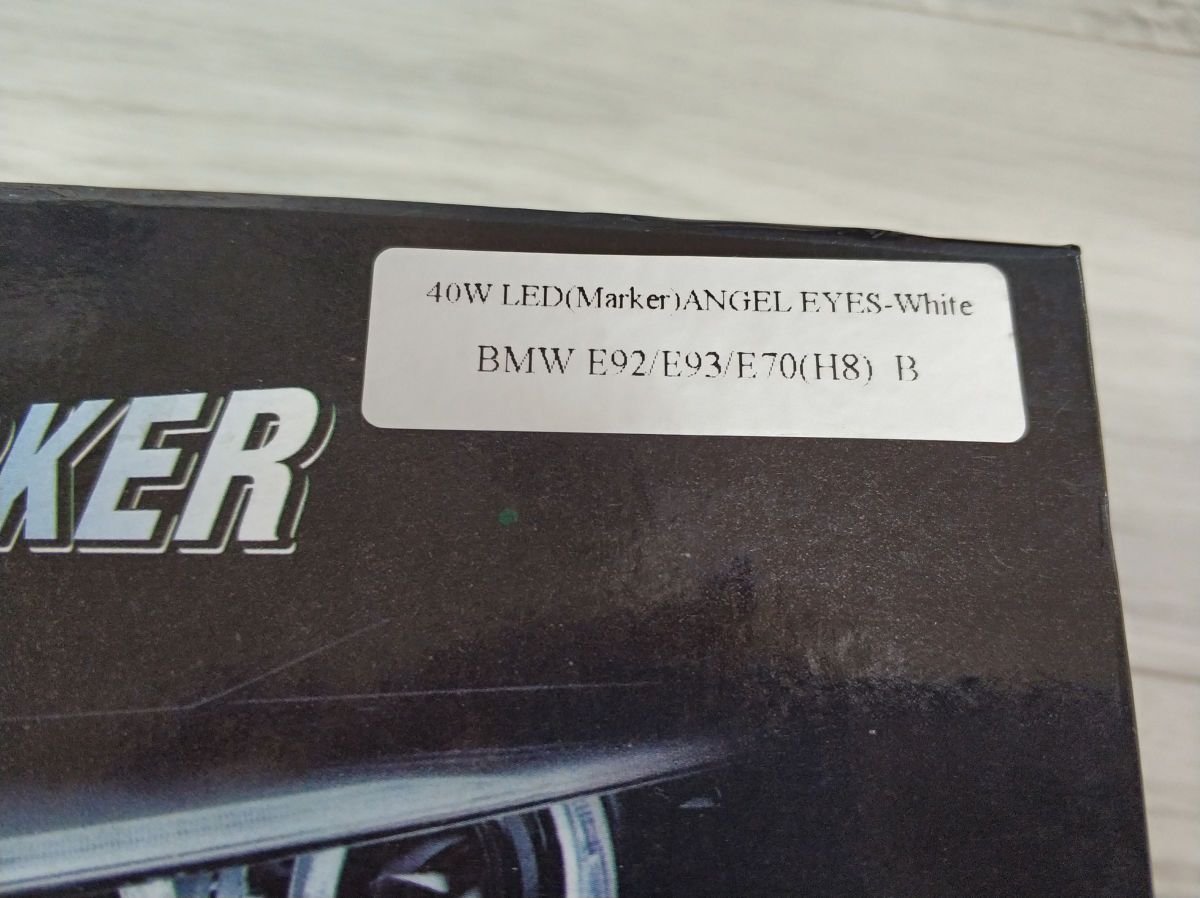 40W LED(Marker)ANGEL EYES-White
BMW E92/E93/E70(H8) B
KER